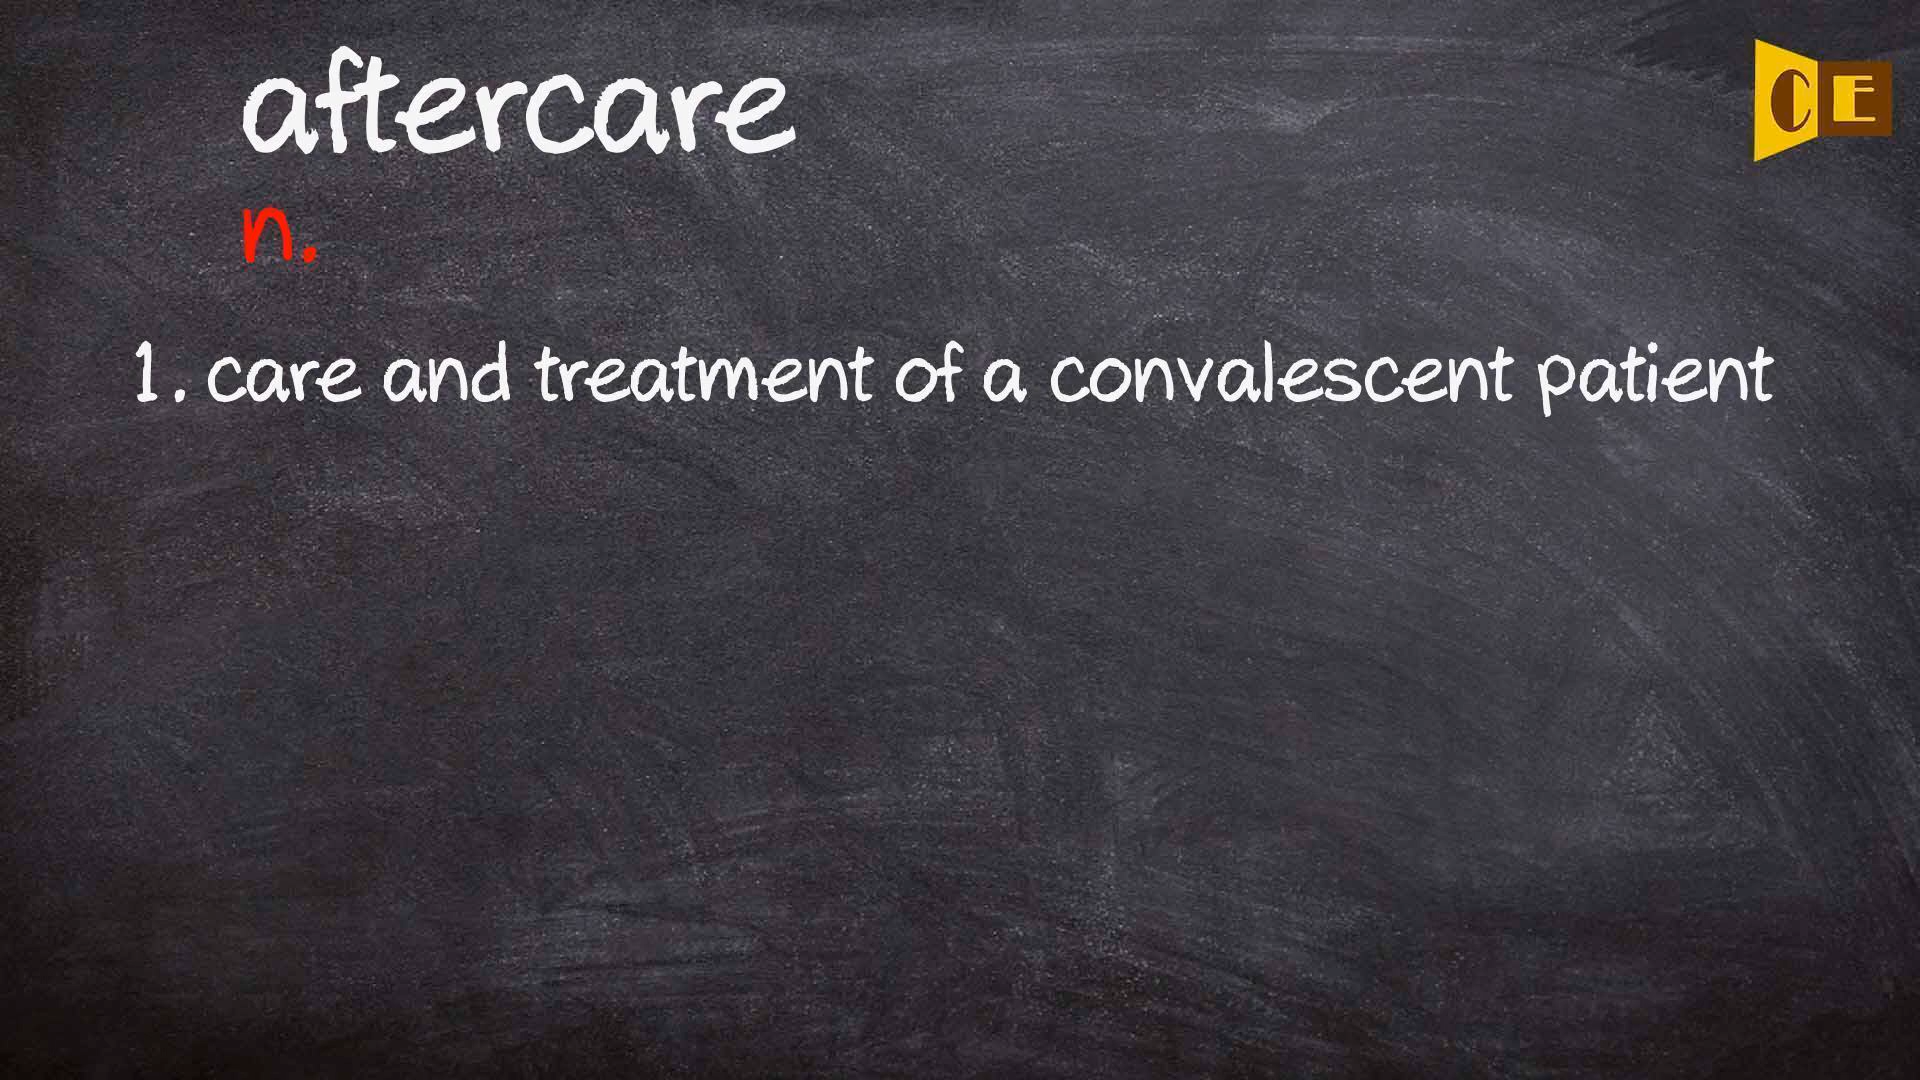 aftercare
CE
n.
1. care and treatment of a convalescent patient